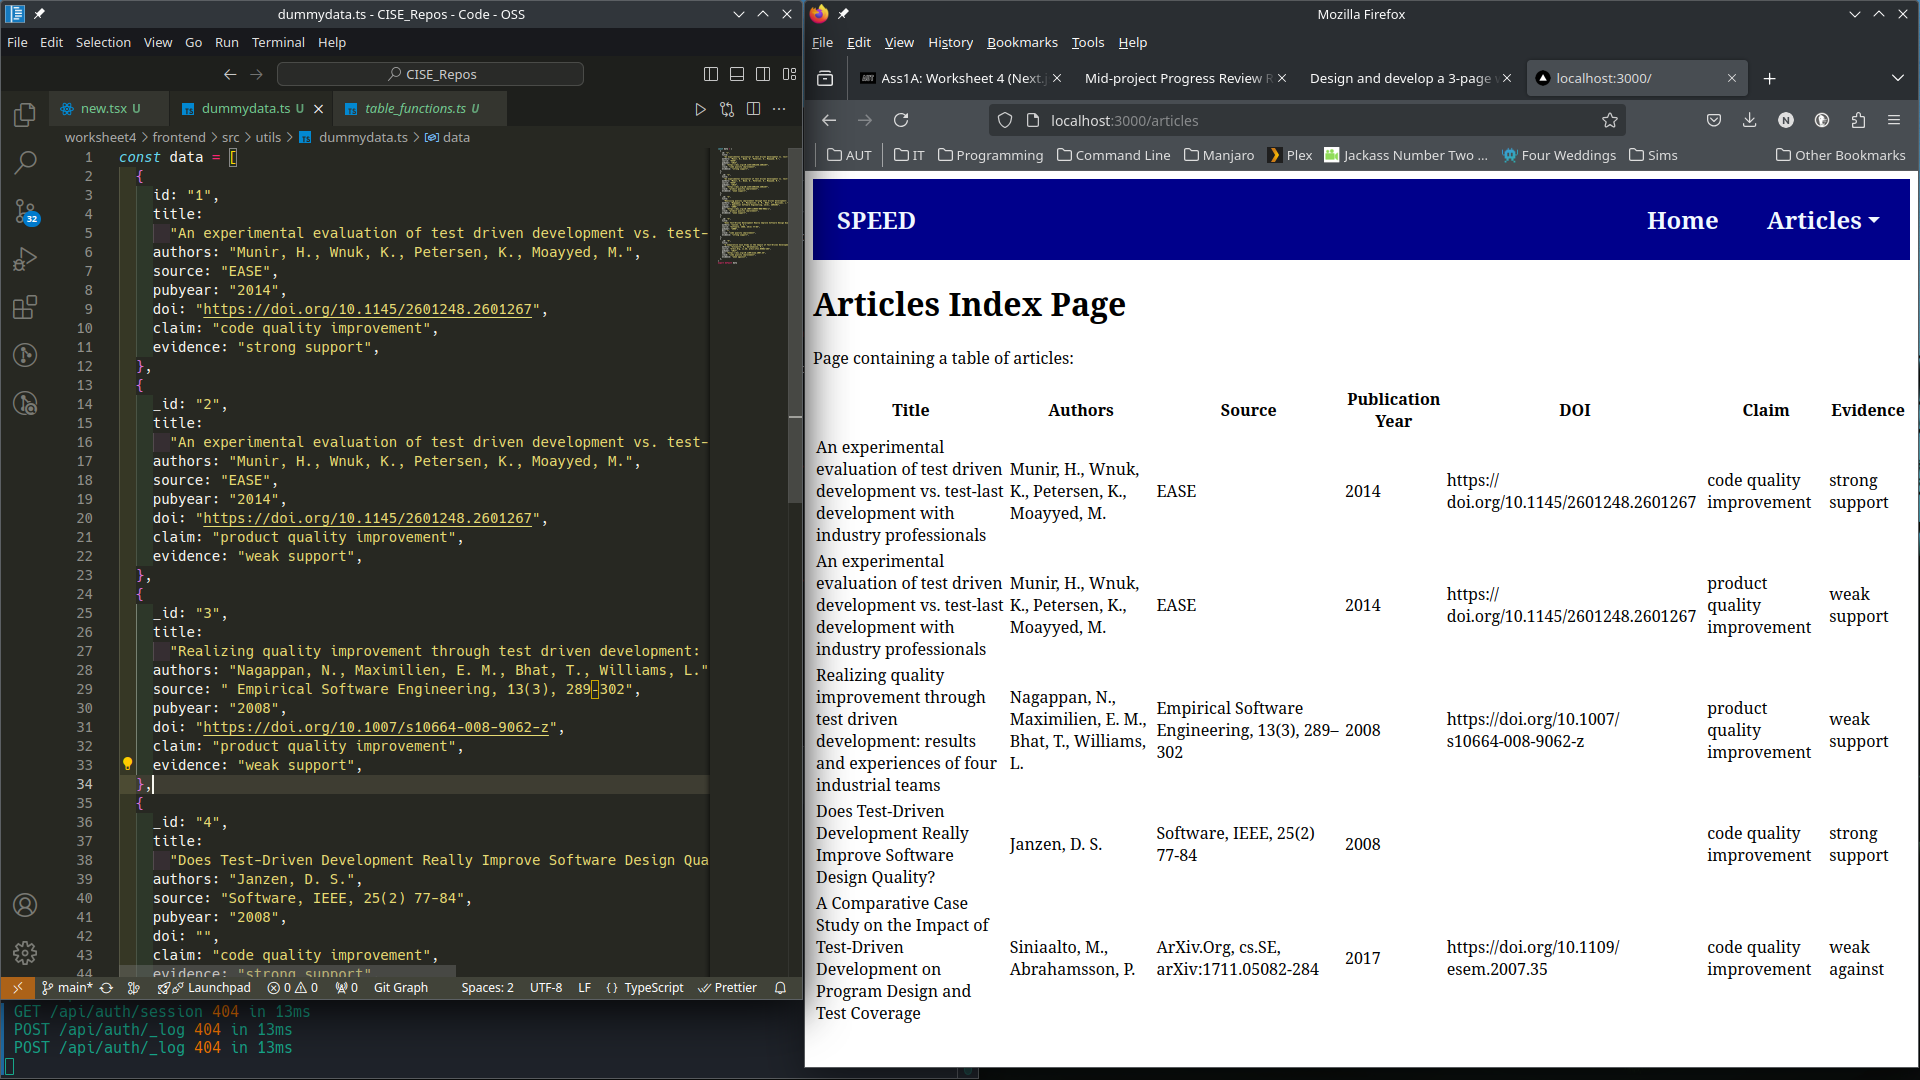 dummydata.ts - CISE_Repos - Code - OSS
File Edit Selection View Go Run Terminal Help
CISE_Repos
new.tsx U dummydata.ts U table_functions.ts U
worksheet4 > frontend > src > utils > dummydata.ts > data
1 const data = [
2 {
3 id: "1",
4 title:
5 "An experimental evaluation of test driven development vs. test-
6 authors: "Munir, H., Wnuk, K., Petersen, K., Moayyed, M.",
7 source: "EASE",
8 pubyear: "2014",
9 doi: "https://doi.org/10.1145/2601248.2601267",
10 claim: "code quality improvement",
11 evidence: "strong support",
12 },
13 {
14 _id: "2",
15 title:
16 "An experimental evaluation of test driven development vs. test-
17 authors: "Munir, H., Wnuk, K., Petersen, K., Moayyed, M.",
18 source: "EASE",
19 pubyear: "2014",
20 doi: "https://doi.org/10.1145/2601248.2601267",
21 claim: "product quality improvement",
22 evidence: "weak support",
23 },
24 {
25 _id: "3",
26 title:
27 "Realizing quality improvement through test driven development:
28 authors: "Nagappan, N., Maximilien, E. M., Bhat, T., Williams, L."
29 source: " Empirical Software Engineering, 13(3), 289–302",
30 pubyear: "2008",
31 doi: "https://doi.org/10.1007/s10664-008-9062-z",
32 claim: "product quality improvement",
33 evidence: "weak support",
34 },
35 {
36 _id: "4",
37 title:
38 "Does Test-Driven Development Really Improve Software Design Qua
39 authors: "Janzen, D. S.",
40 source: "Software, IEEE, 25(2) 77-84",
41 pubyear: "2008",
42 doi: "",
43 claim: "code quality improvement",
44 evidence: "strong support"
32
main* Launchpad 0 0 0 Git Graph Spaces: 2 UTF-8 LF {} TypeScript Prettier
GET /api/auth/session 404 in 13ms
POST /api/auth/_log 404 in 13ms
POST /api/auth/_log 404 in 13ms
Mozilla Firefox
File Edit View History Bookmarks Tools Help
Ass1A: Worksheet 4 (Next.j Mid-project Progress Review R Design and develop a 3-page w localhost:3000/
localhost:3000/articles
AUT IT Programming Command Line Manjaro Plex Jackass Number Two ... Four Weddings Sims Other Bookmarks
SPEED Home Articles
Articles Index Page
Page containing a table of articles:
Title Authors Source Publication Year DOI Claim Evidence
An experimental evaluation of test driven development vs. test-last development with industry professionals Munir, H., Wnuk, K., Petersen, K., Moayyed, M. EASE 2014 https://doi.org/10.1145/2601248.2601267 code quality improvement strong support
An experimental evaluation of test driven development vs. test-last development with industry professionals Munir, H., Wnuk, K., Petersen, K., Moayyed, M. EASE 2014 https://doi.org/10.1145/2601248.2601267 product quality improvement weak support
Realizing quality improvement through test driven development: results and experiences of four industrial teams Nagappan, N., Maximilien, E. M., Bhat, T., Williams, L. Empirical Software Engineering, 13(3), 289–302 2008 https://doi.org/10.1007/s10664-008-9062-z product quality improvement weak support
Does Test-Driven Development Really Improve Software Design Quality? Janzen, D. S. Software, IEEE, 25(2) 77-84 2008 code quality improvement strong support
A Comparative Case Study on the Impact of Test-Driven Development on Program Design and Test Coverage Siniaalto, M., Abrahamsson, P. ArXiv.Org, cs.SE, arXiv:1711.05082-284 2017 https://doi.org/10.1109/esem.2007.35 code quality improvement weak against